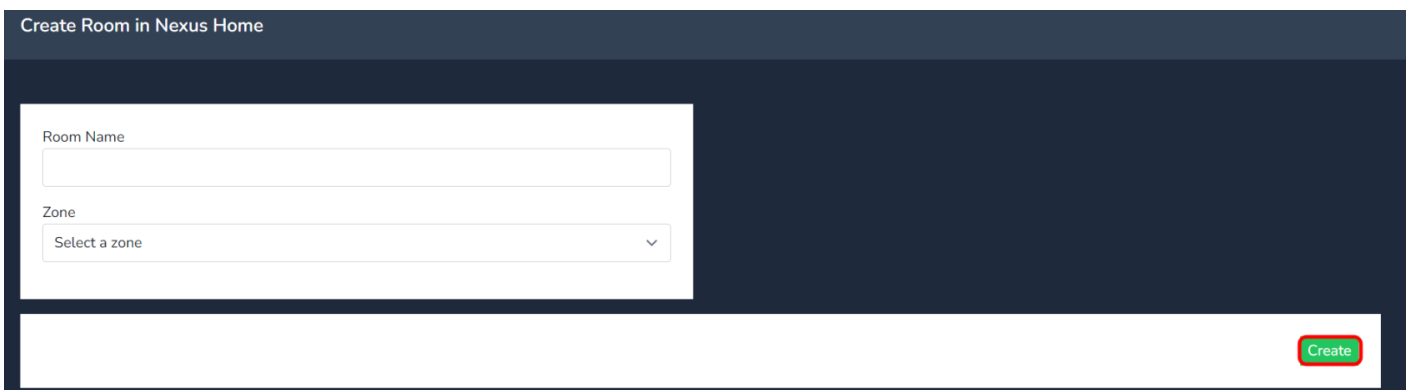 Create Room in Nexus Home
Room Name
Zone
Select a zone
Create